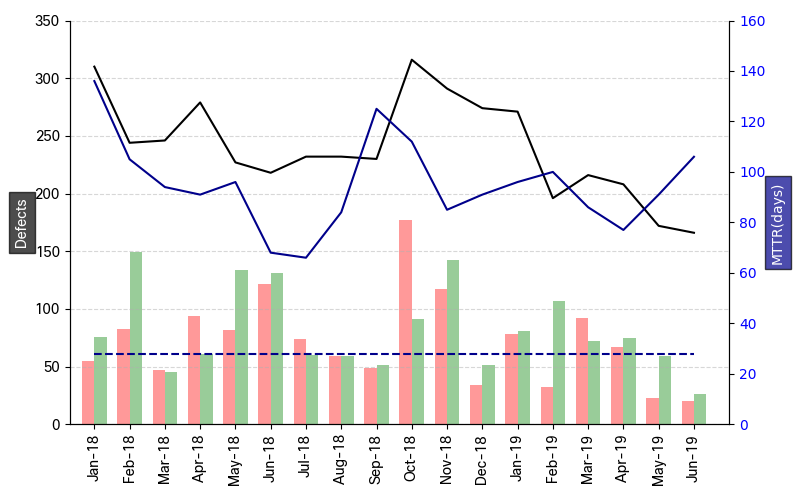 350
300
250
200
150
100
50
0
Defects
160
140
120
100
80
60
40
20
0
MTTR(days)
Jan-18
Feb-18
Mar-18
Apr-18
May-18
Jun-18
Jul-18
Aug-18
Sep-18
Oct-18
Nov-18
Dec-18
Jan-19
Feb-19
Mar-19
Apr-19
May-19
Jun-19